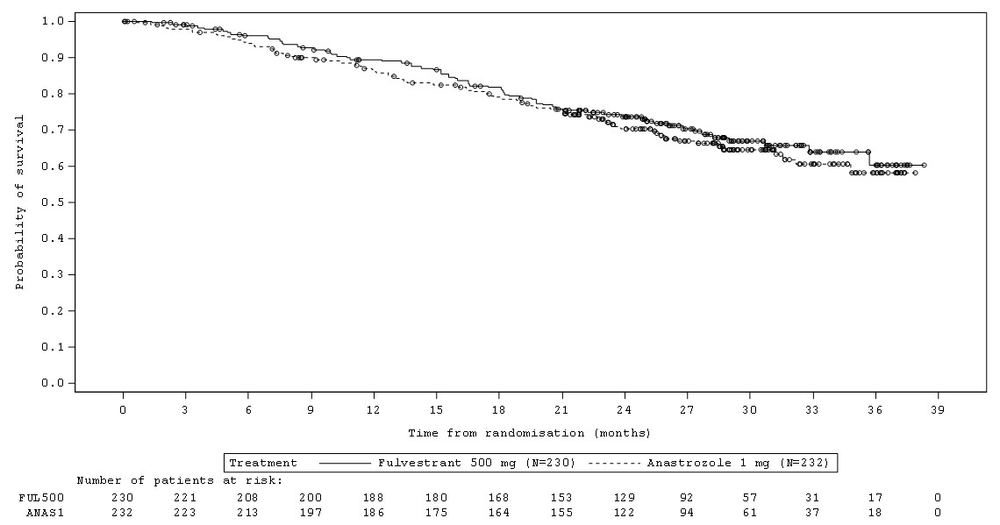 1.0
0.9
0.8
0.7
0.6
0.5
0.4
0.3
0.2
0.1
0.0
Probability of survival
0 3 6 9 12 15 18 21 24 27 30 33 36 39
Time from randomisation (months)
Treatment Fulvestrant 500 mg (N=230) Anastrozole 1 mg (N=232)
Number of patients at risk:
FUL500 230 221 208 200 188 180 168 153 129 92 57 31 17 0
ANAS1 232 223 213 197 186 175 164 155 122 94 61 37 18 0